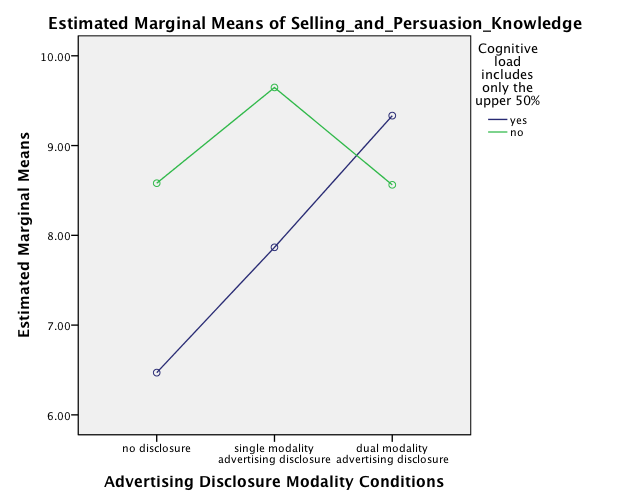 Estimated Marginal Means of Selling_and_Persuasion_Knowledge
Cognitive
load
includes
only the
upper 50%
yes
no
Estimated Marginal Means
10.00
9.00
8.00
7.00
6.00
no disclosure
single modality
advertising disclosure
dual modality
advertising disclosure
Advertising Disclosure Modality Conditions